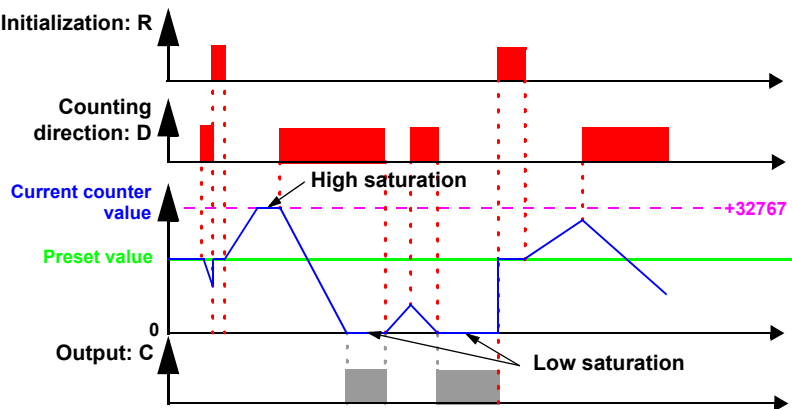 Initialization: R
Counting
direction: D
High saturation
Current counter
value
+32767
Preset value
0
Output: C
Low saturation